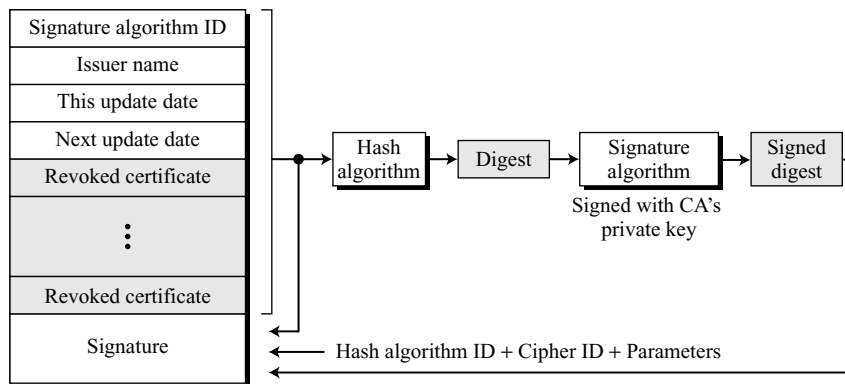 Signature algorithm ID
Issuer name
This update date
Next update date
Revoked certificate
Revoked certificate
Signature
Hash
algorithm
Digest
Signature
algorithm
Signed
digest
Signed with CA's
private key
Hash algorithm ID + Cipher ID + Parameters